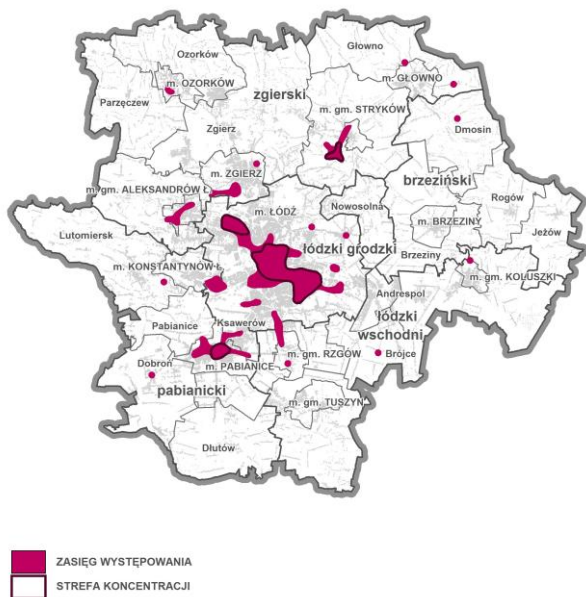 Ozorków
Głowno
m. OZORKÓW
m. GŁOWNO
zgierski
Parzęczew
m. gm. STRYKÓW
Zgierz
Dmosin
m. ZGIERZ
brzeziński
m. gm. ALEKSANDRÓW Ł.
Nowosolna
Rogów
m. ŁÓDŹ
m. BRZEZINY
Lutomiersk
Jeżów
łódzki grodzki
Brzeziny
m. KONSTANTYNÓW Ł.
m. gm. KOLUSZKI
Andrespol
Pabianice
Ksawerów
łódzki
wschodni
Dobroń
m. gm. RZGÓW
Brójce
m. PABIANICE
pabianicki
m. gm. TUSZYN
Dłutów
ZASIĘG WYSTĘPOWANIA
STREFA KONCENTRACJI